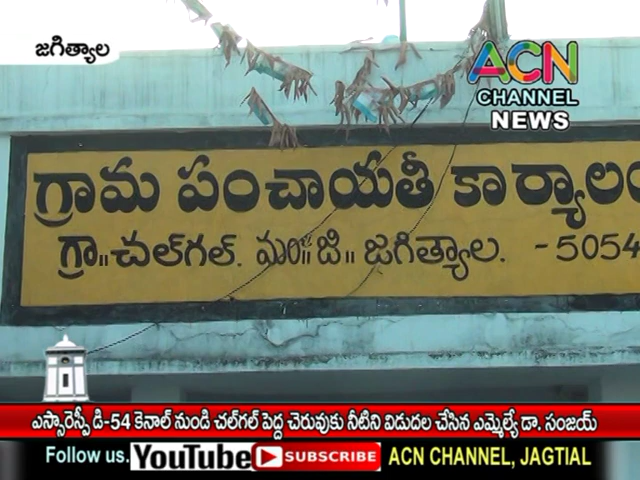 జగిత్యాల
ACN
CHANNEL
NEWS
గ్రామ పంచాయతీ కార్యాల
గ్రా॥చల్‌గల్. మం॥జి॥ జగిత్యాల. -5054
ఎస్సారెస్పీ డి-54 కెనాల్ నుండి చల్‌గల్ పెద్ద చెరువుకు నీటిని విడుదల చేసిన ఎమ్మెల్యే డా. సంజయ్
Follow us. YouTube SUBSCRIBE ACN CHANNEL, JAGTIAL